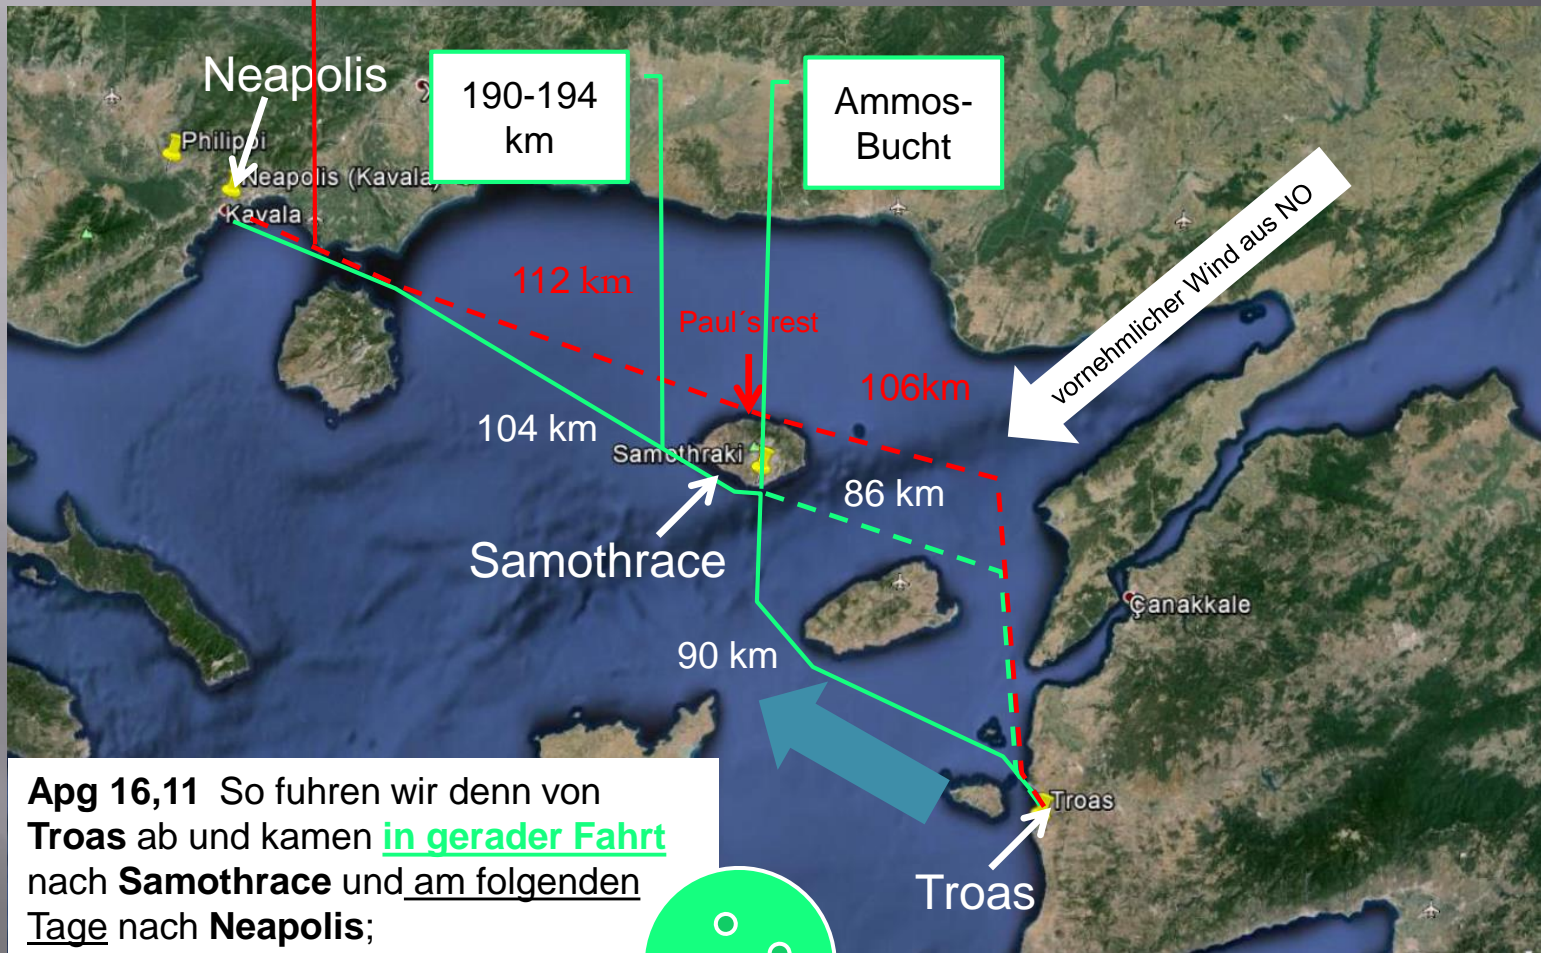 Neapolis
190-194
km
Ammos-
Bucht
Philippi
Neapolis (Kavala)
Kavala
vornehmlicher Wind aus NO
112 km
Paul´s rest
106km
104 km
Samothraki
86 km
Samothrace
Çanakkale
90 km
Troas
Troas
Apg 16,11 So fuhren wir denn von
Troas ab und kamen in gerader Fahrt
nach Samothrace und am folgenden
Tage nach Neapolis;